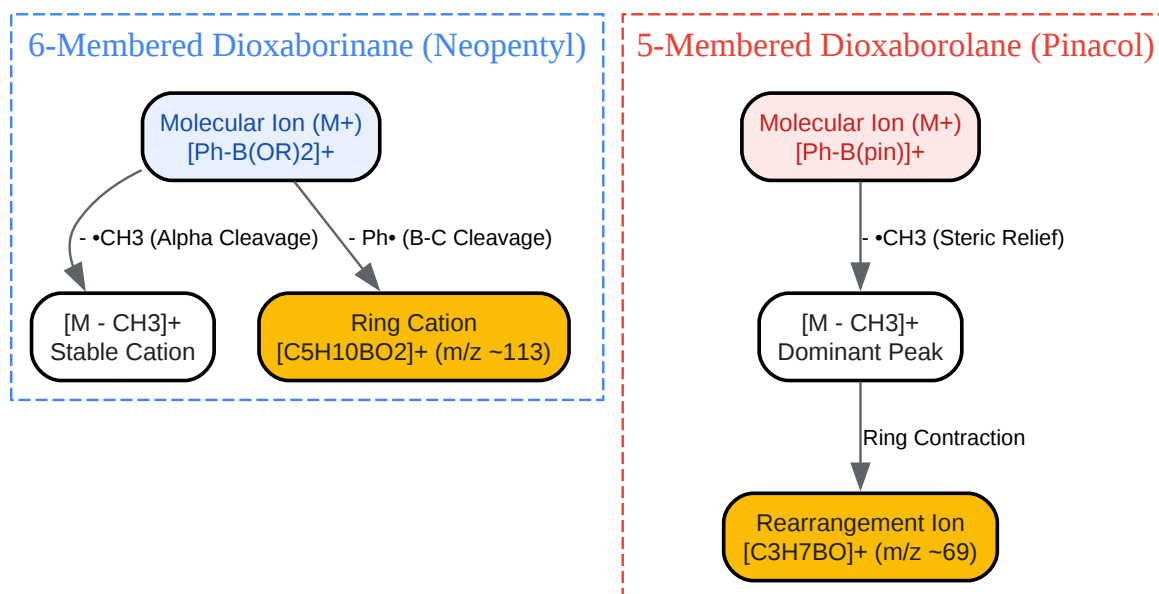 6-Membered Dioxaborinane (Neopentyl)
Molecular Ion (M+)
[Ph-B(OR)2]+
- •CH3 (Alpha Cleavage)
- Ph• (B-C Cleavage)
[M - CH3]+
Stable Cation
Ring Cation
[C5H10BO2]+ (m/z ~113)
5-Membered Dioxaborolane (Pinacol)
Molecular Ion (M+)
[Ph-B(pin)]+
- •CH3 (Steric Relief)
[M - CH3]+
Dominant Peak
Ring Contraction
Rearrangement Ion
[C3H7BO]+ (m/z ~69)